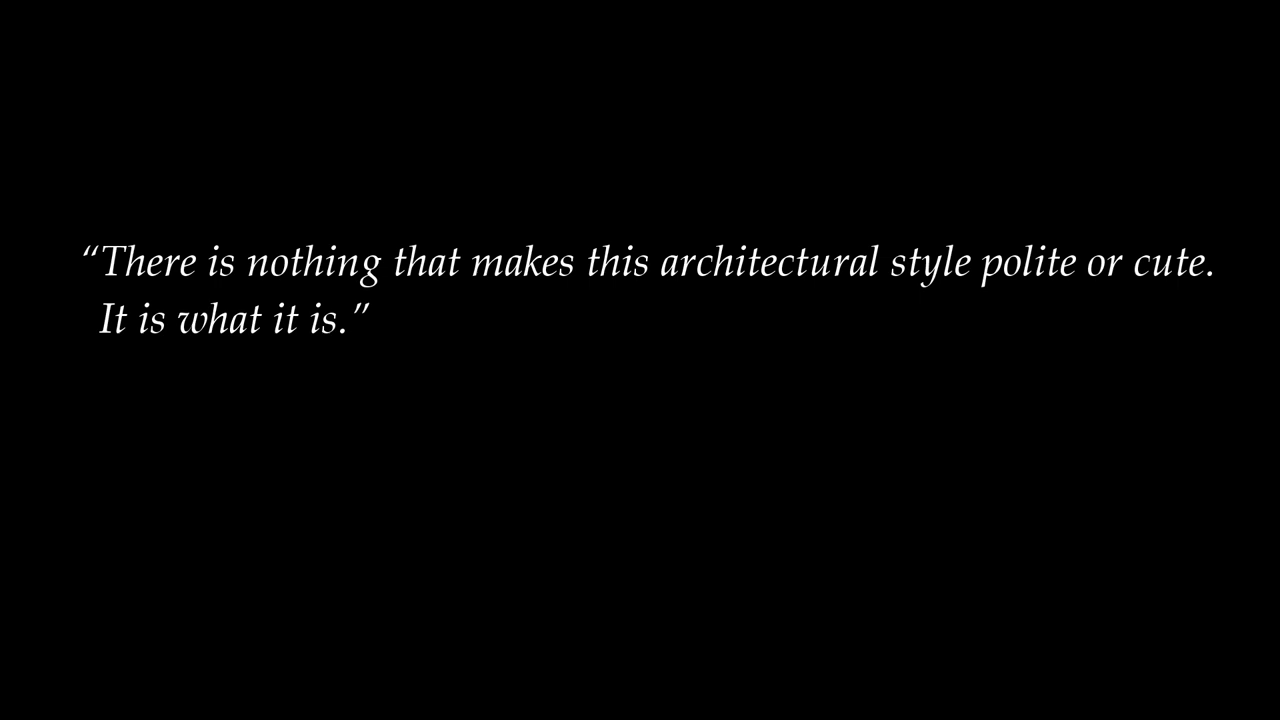 “There is nothing that makes this architectural style polite or cute.
It is what it is.”